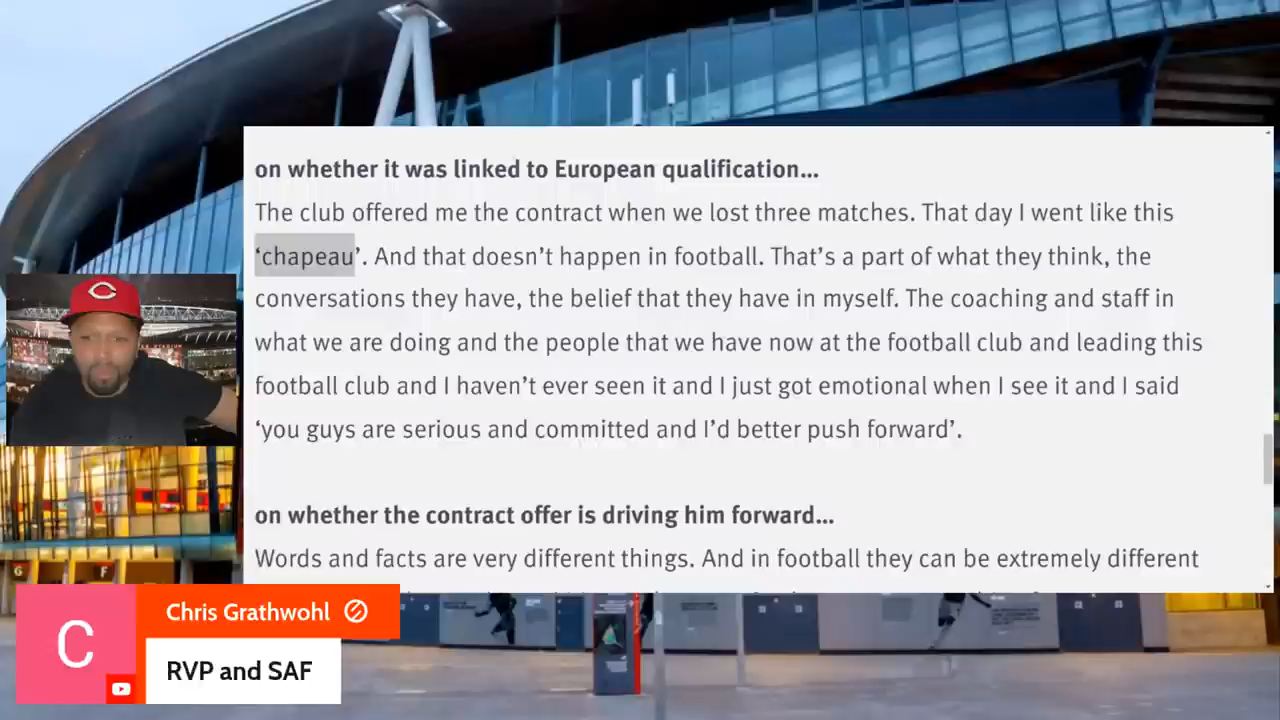 on whether it was linked to European qualification...
The club offered me the contract when we lost three matches. That day I went like this
‘chapeau’. And that doesn’t happen in football. That’s a part of what they think, the
conversations they have, the belief that they have in myself. The coaching and staff in
what we are doing and the people that we have now at the football club and leading this
football club and I haven’t ever seen it and I just got emotional when I see it and I said
‘you guys are serious and committed and I’d better push forward’.
on whether the contract offer is driving him forward...
Words and facts are very different things. And in football they can be extremely different
G F
C
Chris Grathwohl
RVP and SAF